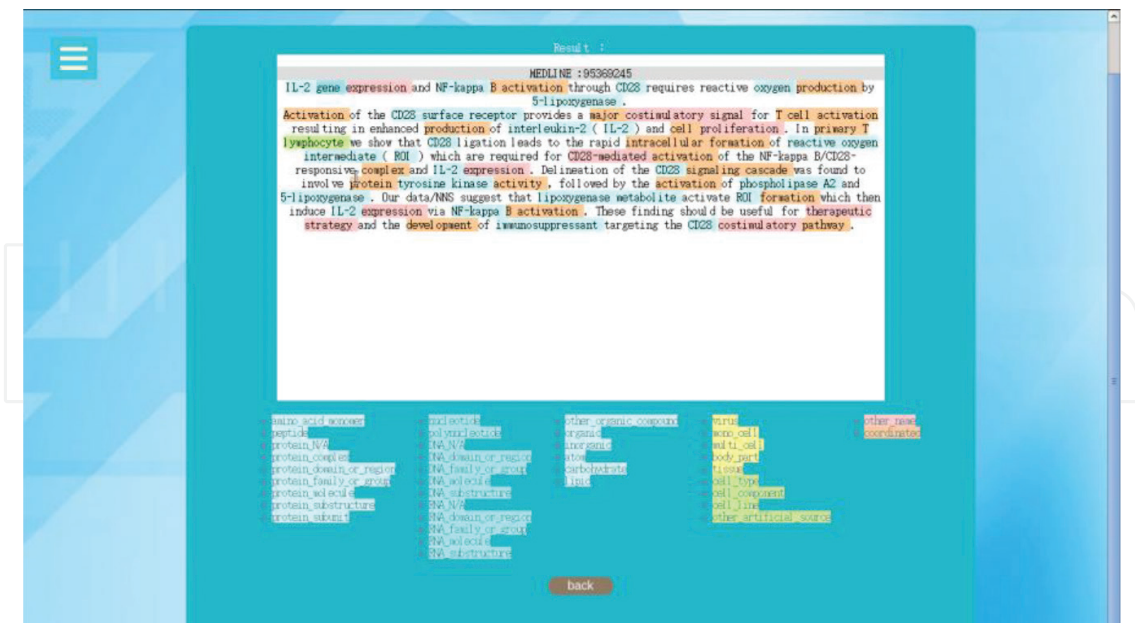 Result :
MEDLINE :95369245
IL-2 gene expression and NF-kappa B activation through CD28 requires reactive oxygen production by
5-lipoxygenase .
Activation of the CD28 surface receptor provides a major costimulatory signal for T cell activation
resulting in enhanced production of interleukin-2 ( IL-2 ) and cell proliferation . In primary T
lymphocyte we show that CD28 ligation leads to the rapid intracellular formation of reactive oxygen
intermediate ( ROI ) which are required for CD28-mediated activation of the NF-kappa B/CD28-
responsive complex and IL-2 expression . Delineation of the CD28 signaling cascade was found to
involve protein tyrosine kinase activity , followed by the activation of phospholipase A2 and
5-lipoxygenase . Our data/NNS suggest that lipoxygenase metabolite activate ROI formation which then
induce IL-2 expression via NF-kappa B activation . These finding should be useful for therapeutic
strategy and the development of immunosuppressant targeting the CD28 costimulatory pathway .
amino_acid_monomer
peptide
protein_N/A
protein_complex
protein_domain_or_region
protein_family_or_group
protein_molecule
protein_substructure
protein_subunit
nucleotide
polynucleotide
DNA_N/A
DNA_domain_or_region
DNA_family_or_group
DNA_molecule
DNA_substructure
RNA_N/A
RNA_domain_or_region
RNA_family_or_group
RNA_molecule
RNA_substructure
other_organic_compound
organic
inorganic
atom
carbohydrate
lipid
virus
mono_cell
multi_cell
body_part
tissue
cell_type
cell_component
cell_line
other_artificial_source
other_name
coordinated
back